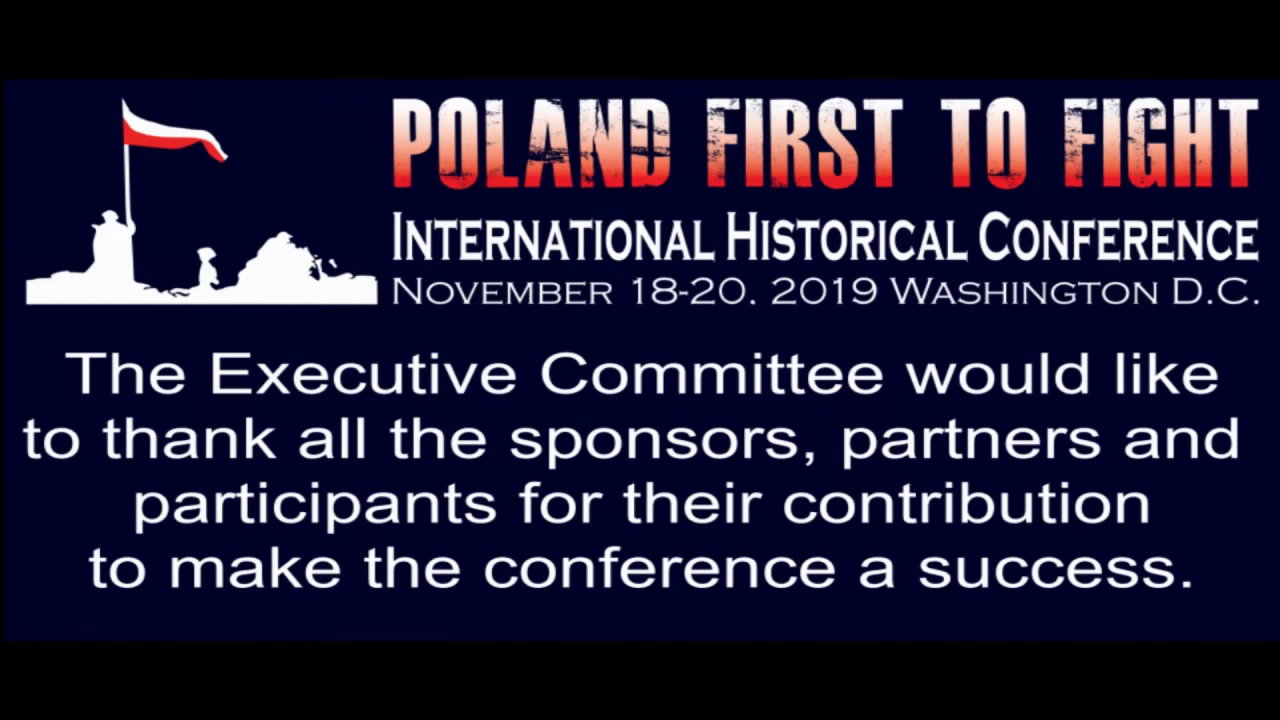 POLAND FIRST TO FIGHT
INTERNATIONAL HISTORICAL CONFERENCE
NOVEMBER 18-20. 2019 WASHINGTON D.C.
The Executive Committee would like
to thank all the sponsors, partners and
participants for their contribution
to make the conference a success.